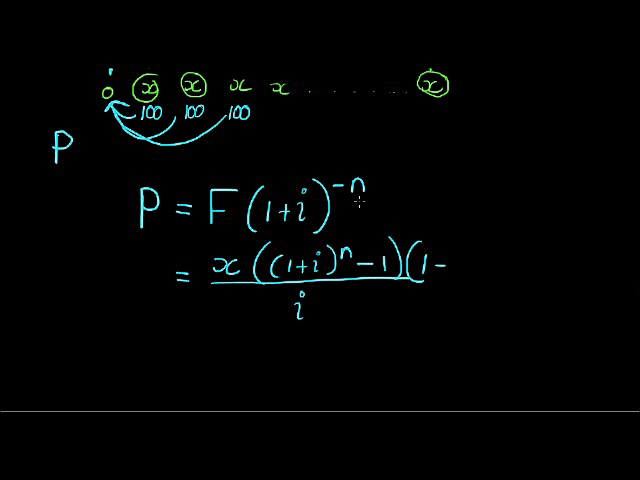 0 x x x x . . . . . . . . x
100 100 100
P
P = F(1+i)^{-n}
= x((1+i)^n - 1)(1-
i